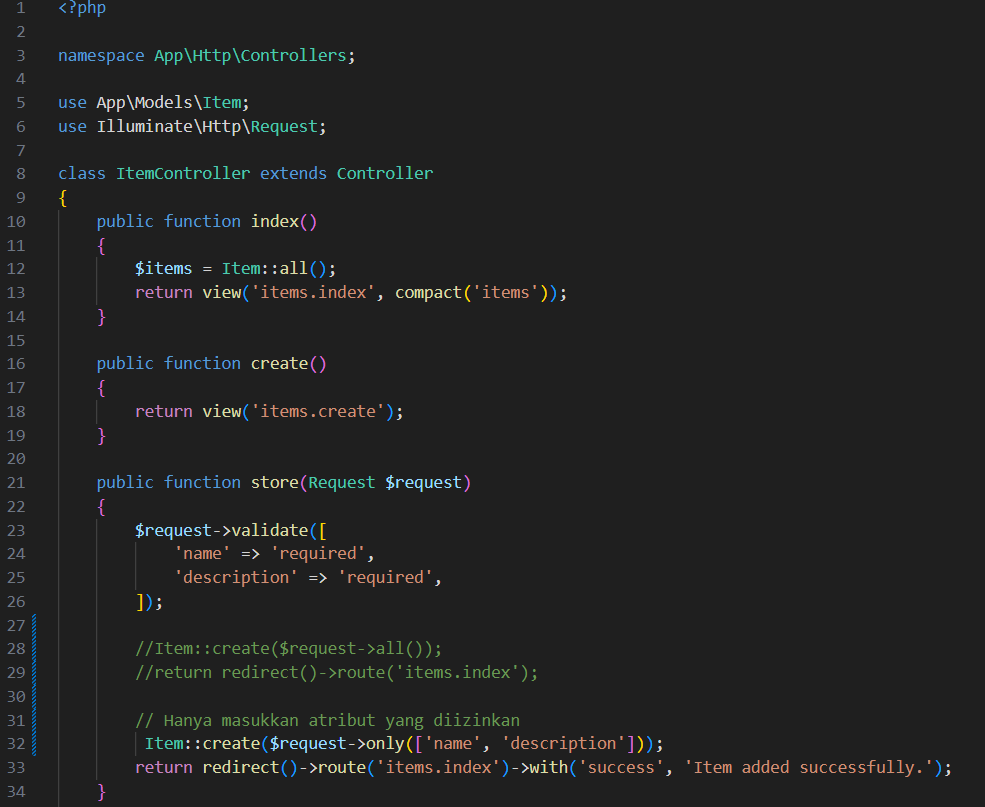 1 <?php
2
3 namespace App\Http\Controllers;
4
5 use App\Models\Item;
6 use Illuminate\Http\Request;
7
8 class ItemController extends Controller
9 {
10     public function index()
11     {
12         $items = Item::all();
13         return view('items.index', compact('items'));
14     }
15
16     public function create()
17     {
18         return view('items.create');
19     }
20
21     public function store(Request $request)
22     {
23         $request->validate([
24             'name' => 'required',
25             'description' => 'required',
26         ]);
27
28         //Item::create($request->all());
29         //return redirect()->route('items.index');
30
31         // Hanya masukkan atribut yang diizinkan
32          Item::create($request->only(['name', 'description']));
33         return redirect()->route('items.index')->with('success', 'Item added successfully.');
34     }